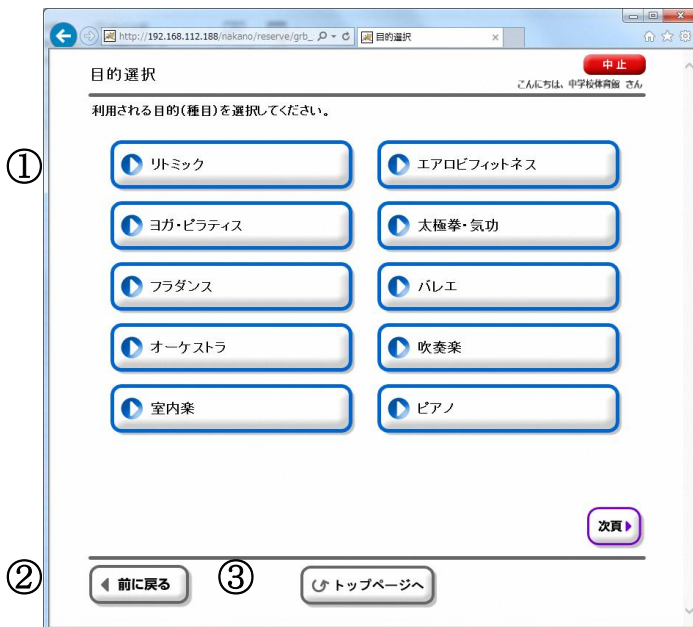 http://192.168.112.188/nakano/reserve/grb_
目的選択
目的選択
中止
こんにちは、中学校体育館 さん
利用される目的(種目)を選択してください。
①
リトミック
エアロビフィットネス
ヨガ・ピラティス
太極拳・気功
フラダンス
バレエ
オーケストラ
吹奏楽
室内楽
ピアノ
次頁
②
前に戻る
③
トップページへ